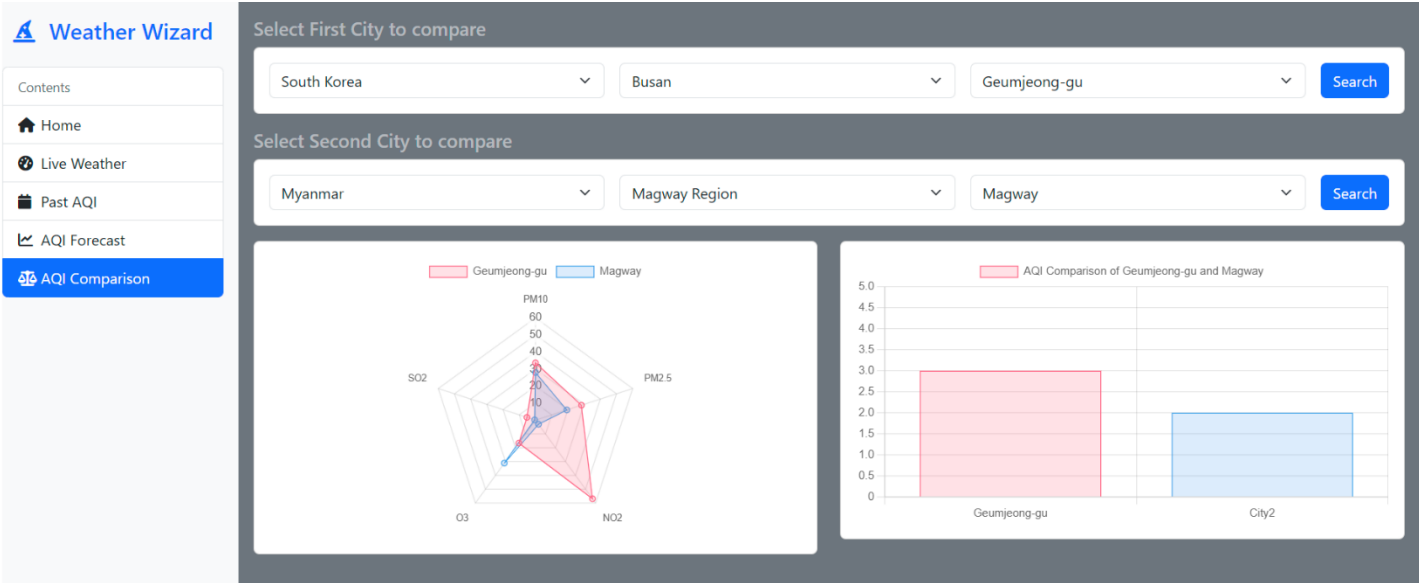 Weather Wizard
Contents
Home
Live Weather
Past AQI
AQI Forecast
AQI Comparison
Select First City to compare
South Korea
Busan
Geumjeong-gu
Search
Select Second City to compare
Myanmar
Magway Region
Magway
Search
Geumjeong-gu Magway
PM10
60
50
40
30
20
10
SO2
PM2.5
O3
NO2
AQI Comparison of Geumjeong-gu and Magway
5.0
4.5
4.0
3.5
3.0
2.5
2.0
1.5
1.0
0.5
0
Geumjeong-gu City2